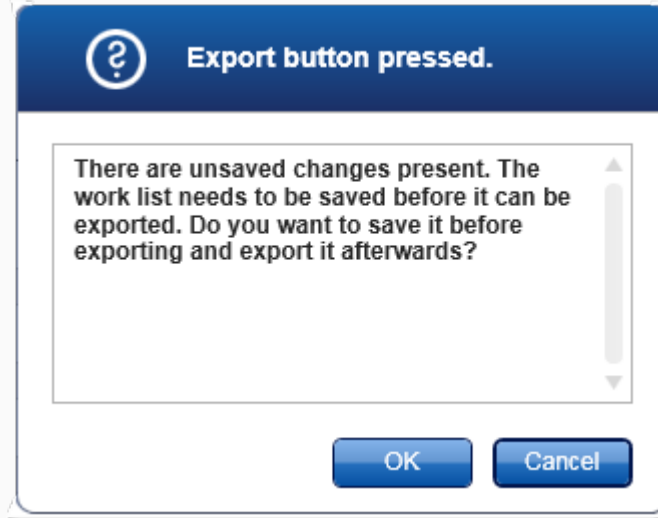 Export button pressed.
There are unsaved changes present. The
work list needs to be saved before it can be
exported. Do you want to save it before
exporting and export it afterwards?
OK
Cancel